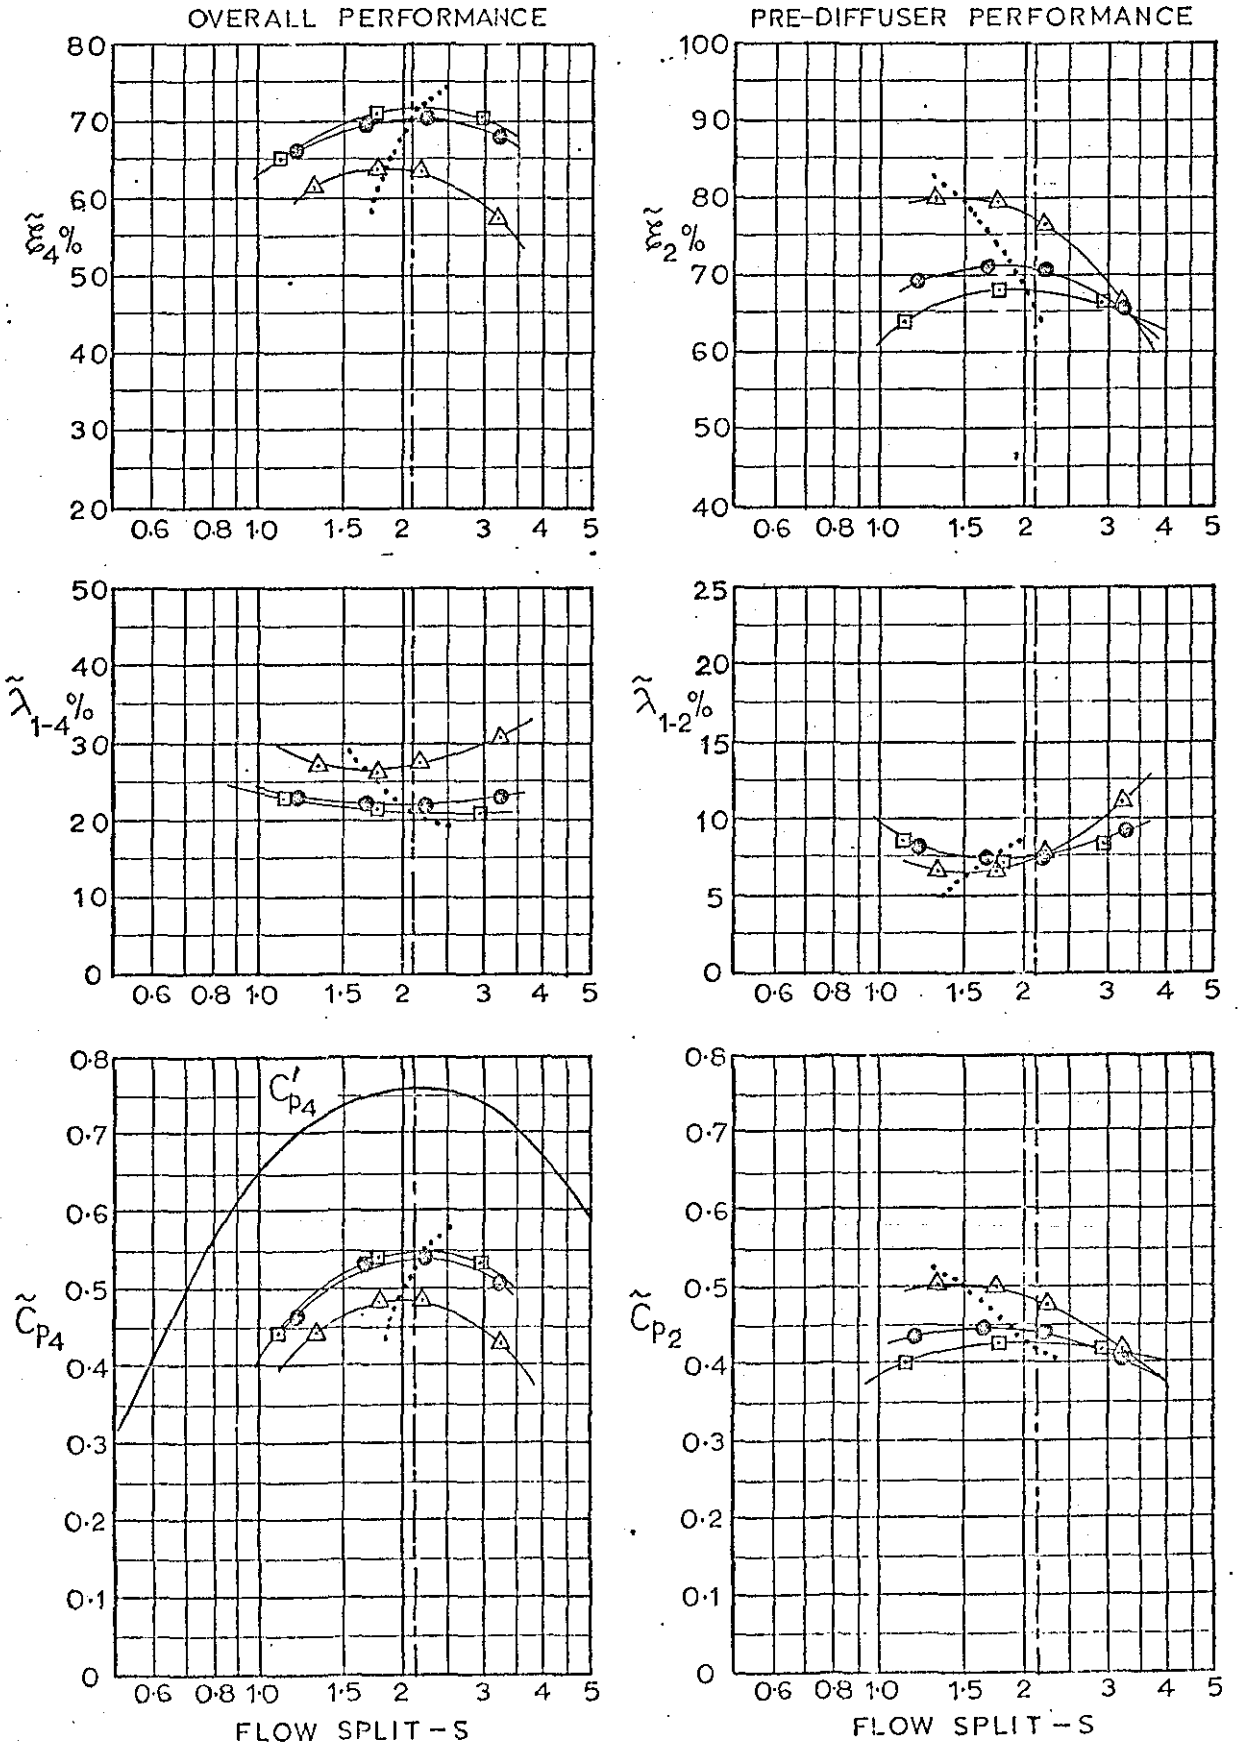 OVERALL PERFORMANCE
80
70
60
50
40
30
20
ξ̃4%
0·6 0·8 1·0 1·5 2 3 4 5
PRE-DIFFUSER PERFORMANCE
100
90
80
70
60
50
40
ξ̃2%
0·6 0·8 1·0 1·5 2 3 4 5
50
40
30
20
10
0
λ̃1-4%
0·6 0·8 1·0 1·5 2 3 4 5
25
20
15
10
5
0
λ̃1-2%
0·6 0·8 1·0 1·5 2 3 4 5
0·8
0·7
0·6
0·5
0·4
0·3
0·2
0·1
0
C̃p4
C′p4
0·6 0·8 1·0 1·5 2 3 4 5
FLOW SPLIT-S
0·8
0·7
0·6
0·5
0·4
0·3
0·2
0·1
0
C̃p2
0·6 0·8 1·0 1·5 2 3 4 5
FLOW SPLIT-S